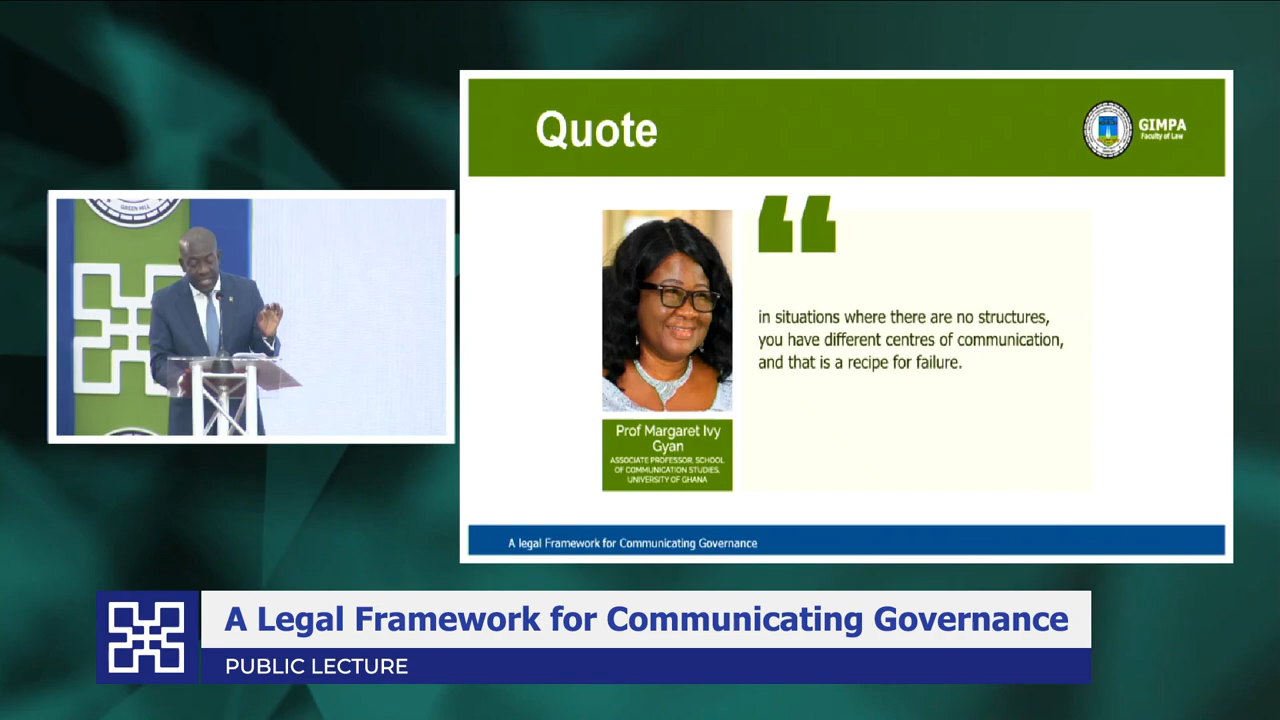 Quote
GIMPA
Faculty of Law
GREEN HILL
in situations where there are no structures,
you have different centres of communication,
and that is a recipe for failure.
Prof Margaret Ivy
Gyan
ASSOCIATE PROFESSOR, SCHOOL
OF COMMUNICATION STUDIES,
UNIVERSITY OF GHANA
A legal Framework for Communicating Governance
A Legal Framework for Communicating Governance
PUBLIC LECTURE